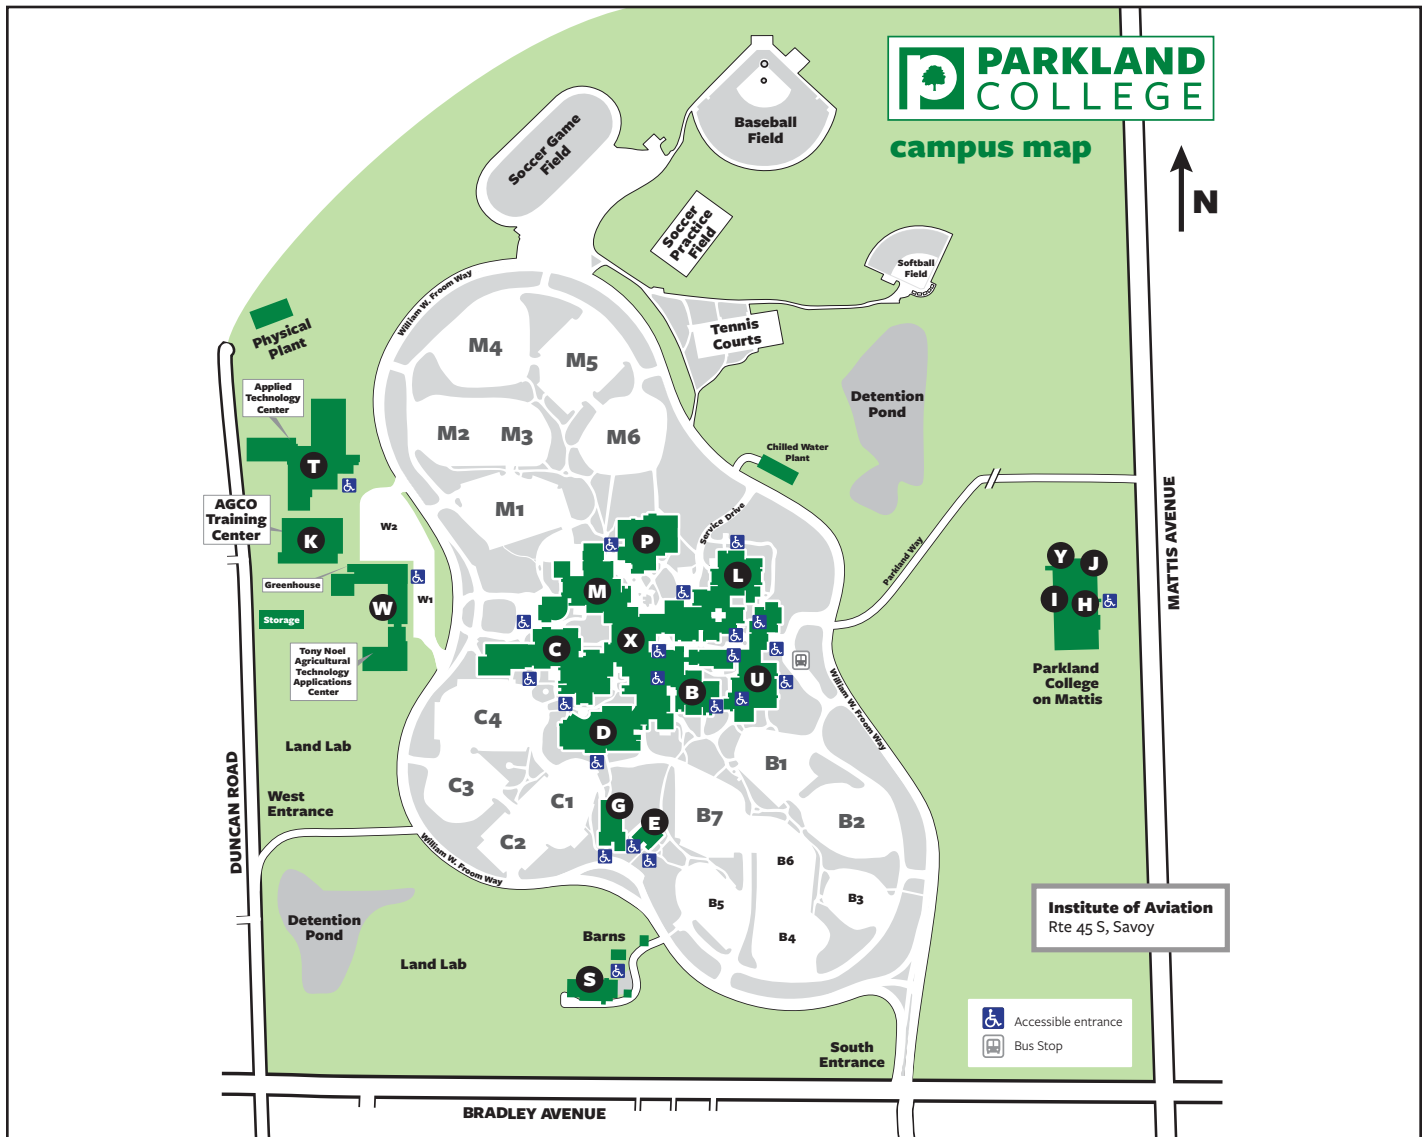 PARKLAND
COLLEGE
campus map
N
Baseball
Field
Soccer Game
Field
Soccer
Practice
Field
Softball
Field
William W. Froom Way
Tennis
Courts
Physical
Plant
M4
M5
Applied
Technology
Center
Detention
Pond
M2
M3
M6
Chilled Water
Plant
T
AGCO
Training
Center
K
W2
M1
Service Drive
P
MATTIS AVENUE
Parkland Way
Y
J
I
H
L
Greenhouse
W
W1
M
Storage
X
C
Tony Noel
Agricultural
Technology
Applications
Center
U
B
Parkland
College
on Mattis
William W. Froom Way
C4
D
Land Lab
B1
DUNCAN ROAD
West
Entrance
C3
C1
G
E
B7
B2
C2
William W. Froom Way
B6
B5
B3
B4
Institute of Aviation
Rte 45 S, Savoy
Detention
Pond
Barns
Land Lab
S
Accessible entrance
Bus Stop
South
Entrance
BRADLEY AVENUE